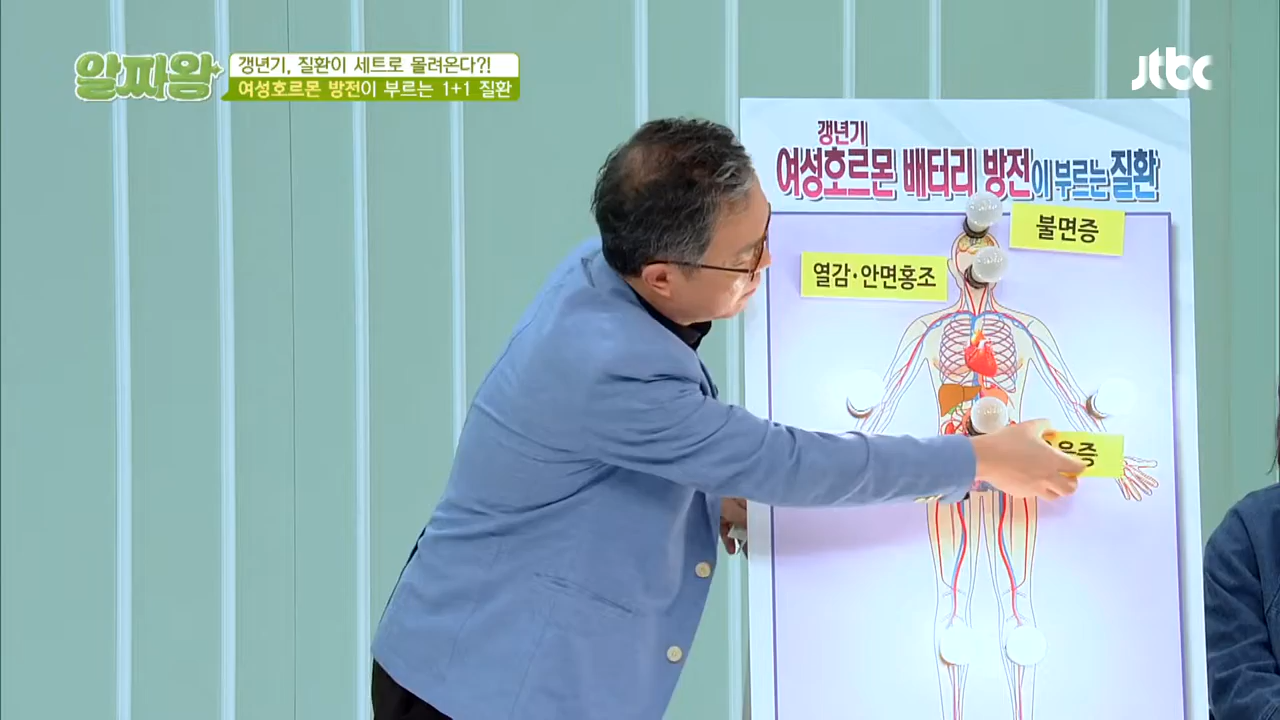 알짜왕
갱년기, 질환이 세트로 몰려온다?!
여성호르몬 방전이 부르는 1+1 질환
jtbc
갱년기
여성호르몬 배터리 방전이 부르는 질환
불면증
열감·안면홍조